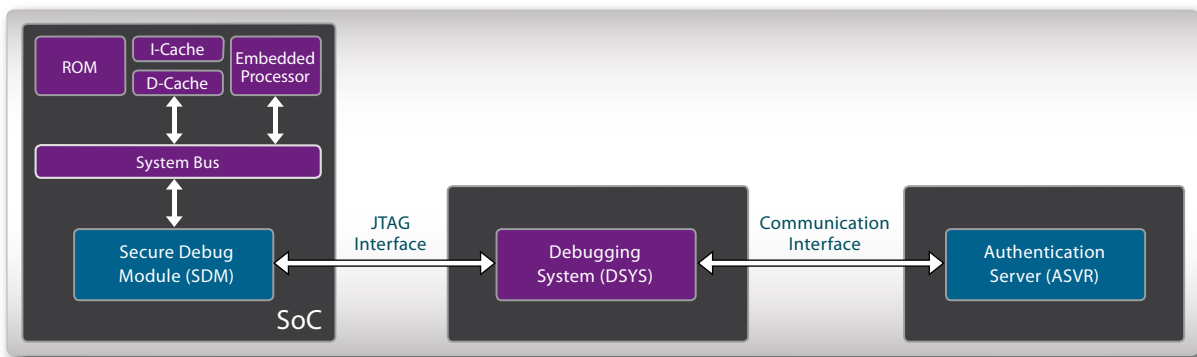 ROM
I-Cache
D-Cache
Embedded
Processor
System Bus
Secure Debug
Module (SDM)
SoC
JTAG
Interface
Debugging
System (DSYS)
Communication
Interface
Authentication
Server (ASVR)